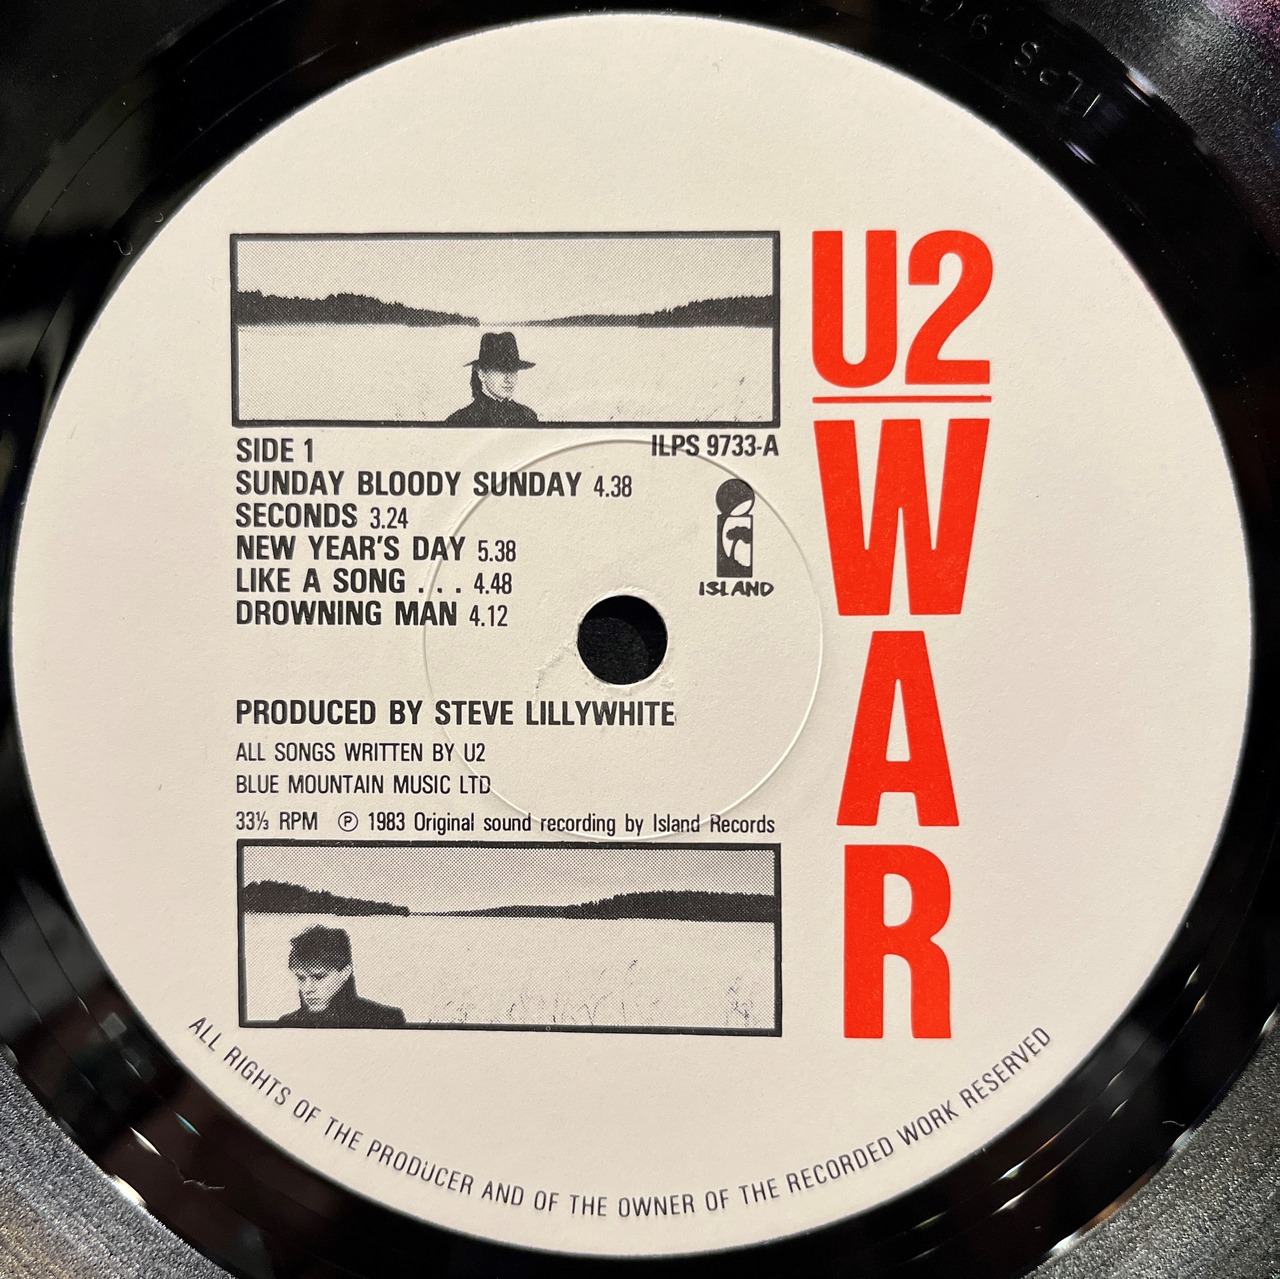 U2
WAR
SIDE 1
ILPS 9733-A
SUNDAY BLOODY SUNDAY 4.38
SECONDS 3.24
NEW YEAR'S DAY 5.38
LIKE A SONG . . . 4.48
DROWNING MAN 4.12
ISLAND
PRODUCED BY STEVE LILLYWHITE
ALL SONGS WRITTEN BY U2
BLUE MOUNTAIN MUSIC LTD
33⅓ RPM ℗ 1983 Original sound recording by Island Records
ALL RIGHTS OF THE PRODUCER AND OF THE OWNER OF THE RECORDED WORK RESERVED